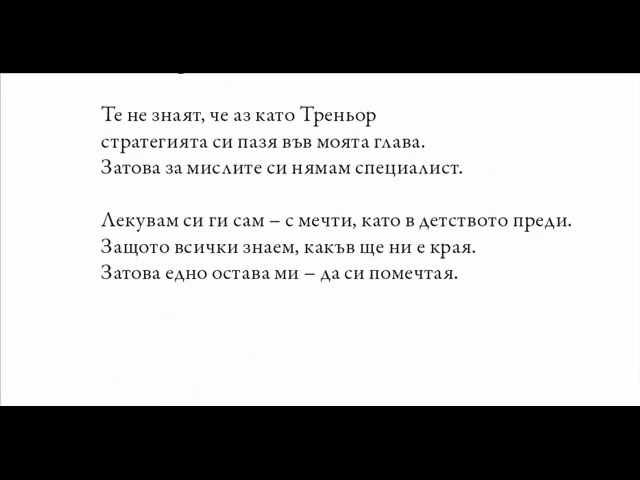 Те не знаят, че аз като Треньор
стратегията си пазя във моята глава.
Затова за мислите си нямам специалист.
Лекувам си ги сам – с мечти, като в детството преди.
Защото всички знаем, какъв ще ни е края.
Затова едно остава ми – да си помечтая.